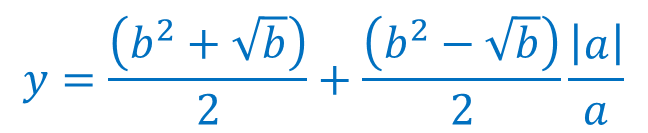 y = (b² + √b)/2 + (b² − √b)/2 |a|/a